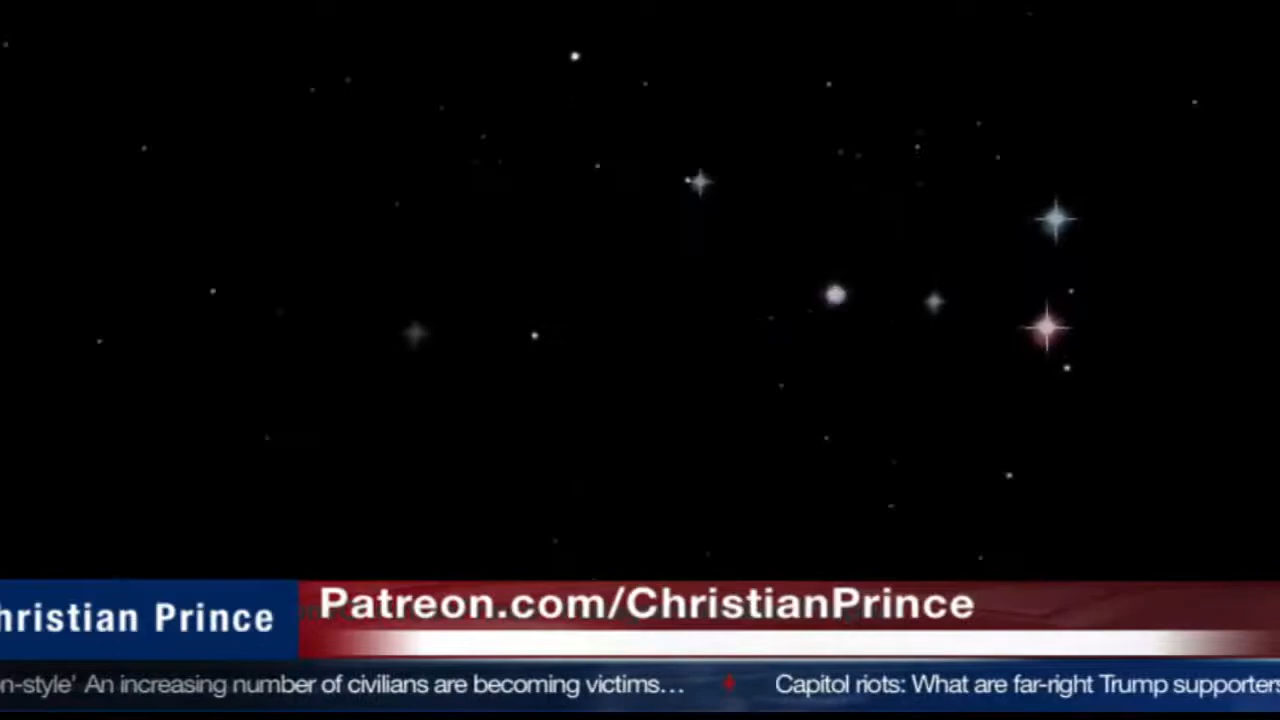 Patreon.com/ChristianPrince
hristian Prince
n-style' An increasing number of civilians are becoming victims... Capitol riots: What are far-right Trump supporters